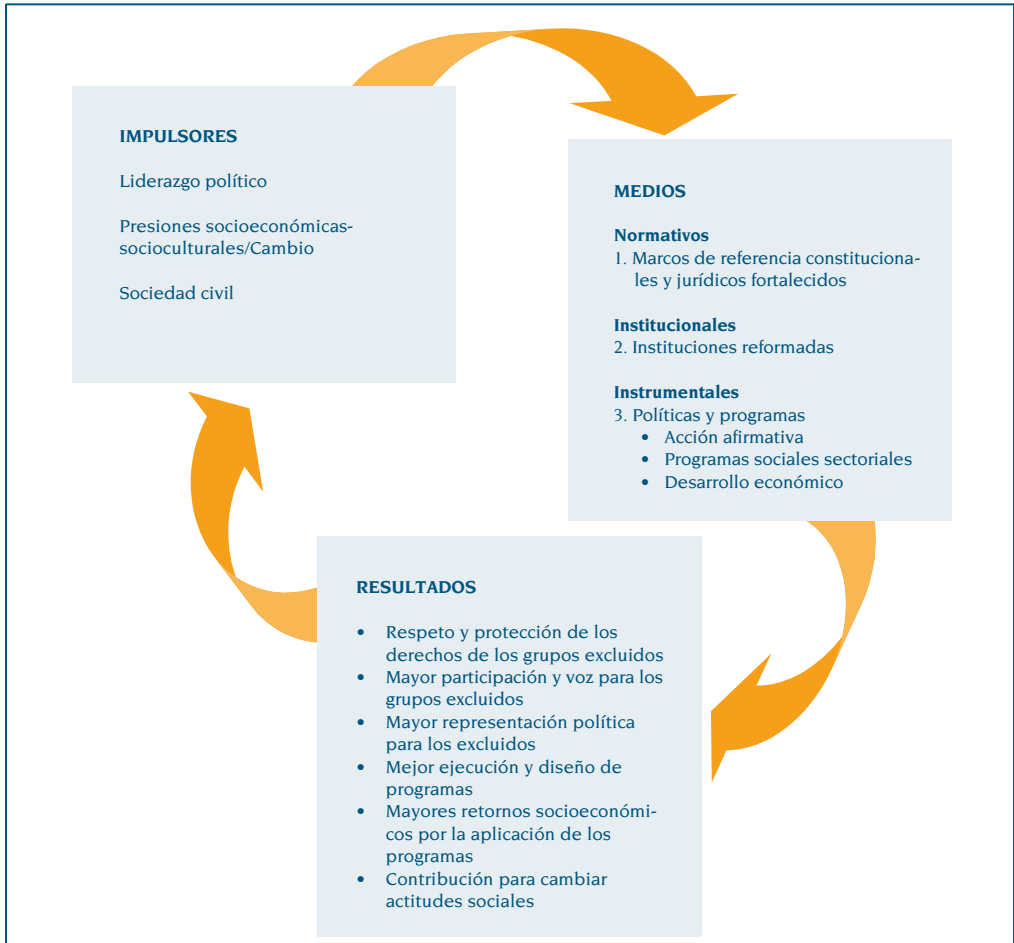 IMPULSORES
Liderazgo político
Presiones socioeconómicas-
socioculturales/Cambio
Sociedad civil
MEDIOS
Normativos
1. Marcos de referencia constituciona-
les y jurídicos fortalecidos
Institucionales
2. Instituciones reformadas
Instrumentales
3. Políticas y programas
• Acción afirmativa
• Programas sociales sectoriales
• Desarrollo económico
RESULTADOS
• Respeto y protección de los
derechos de los grupos excluidos
• Mayor participación y voz para los
grupos excluidos
• Mayor representación política
para los excluidos
• Mejor ejecución y diseño de
programas
• Mayores retornos socioeconómi-
cos por la aplicación de los
programas
• Contribución para cambiar
actitudes sociales